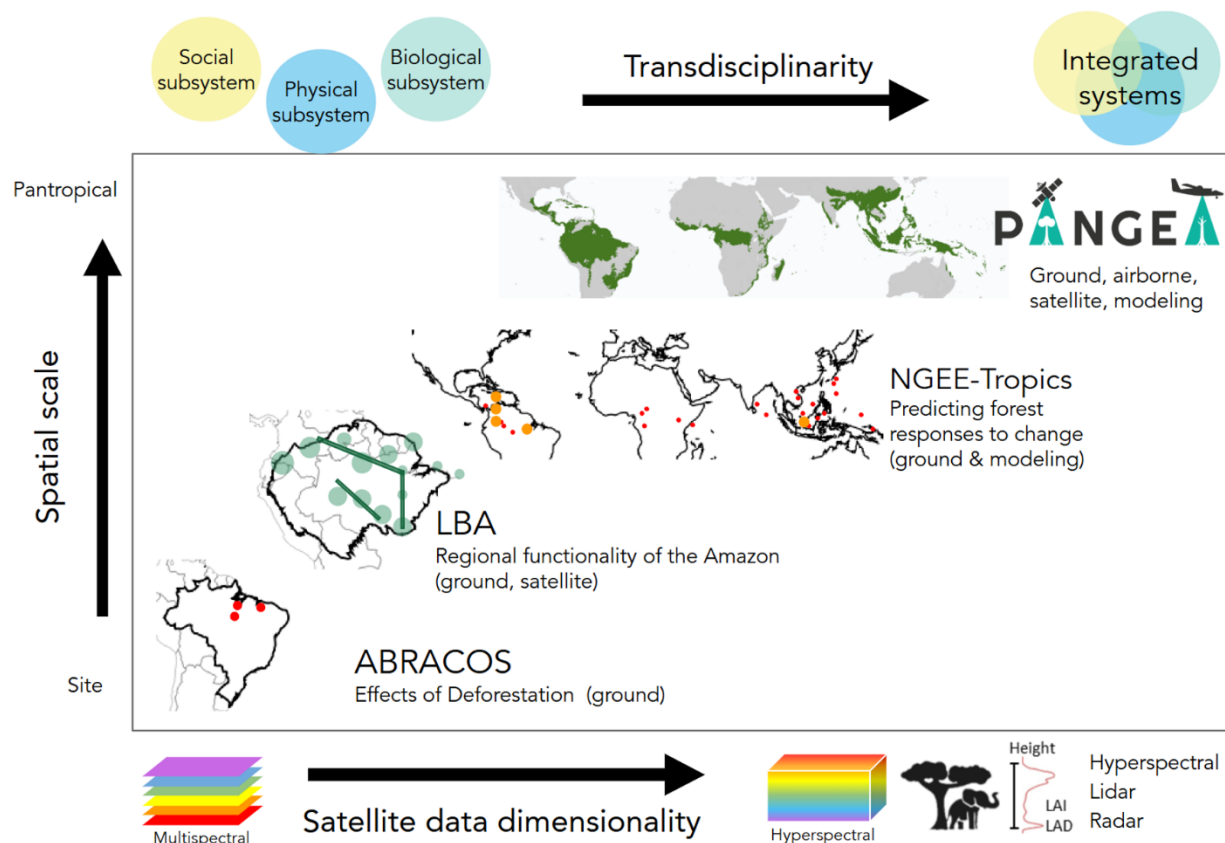 Social
subsystem
Physical
subsystem
Biological
subsystem
Transdisciplinarity
Integrated
systems
Pantropical
PANGEA
Ground, airborne,
satellite, modeling
Spatial scale
NGEE-Tropics
Predicting forest
responses to change
(ground & modeling)
LBA
Regional functionality of the Amazon
(ground, satellite)
ABRACOS
Effects of Deforestation (ground)
Site
Multispectral
Satellite data dimensionality
Hyperspectral
Height
LAI
LAD
Hyperspectral
Lidar
Radar